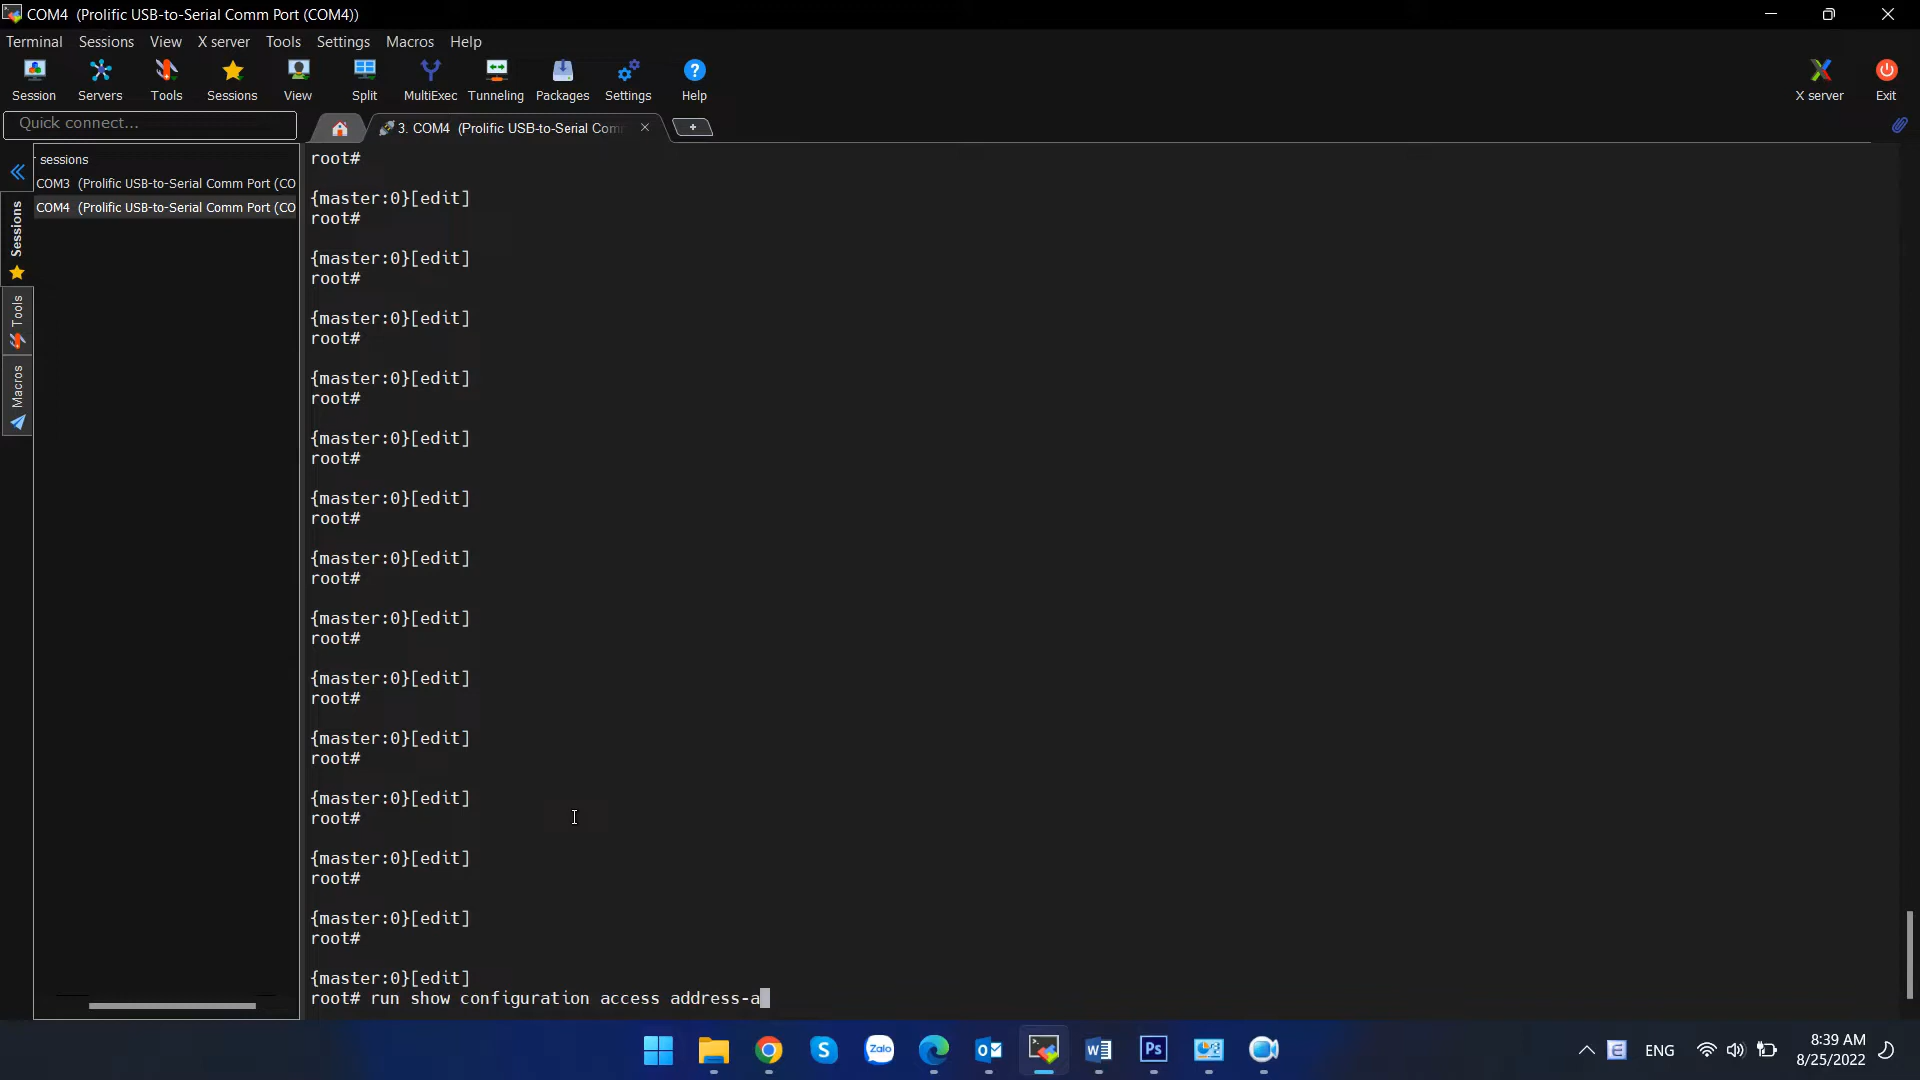 COM4 (Prolific USB-to-Serial Comm Port (COM4))
Terminal Sessions View X server Tools Settings Macros Help
Session Servers Tools Sessions View Split MultiExec Tunneling Packages Settings Help X server Exit
Quick connect...
3. COM4 (Prolific USB-to-Serial Com
sessions
COM3 (Prolific USB-to-Serial Comm Port (CO
COM4 (Prolific USB-to-Serial Comm Port (CO
Sessions
Tools
Macros
root#
{master:0}[edit]
root#
{master:0}[edit]
root#
{master:0}[edit]
root#
{master:0}[edit]
root#
{master:0}[edit]
root#
{master:0}[edit]
root#
{master:0}[edit]
root#
{master:0}[edit]
root#
{master:0}[edit]
root#
{master:0}[edit]
root#
{master:0}[edit]
root#
{master:0}[edit]
root#
{master:0}[edit]
root#
{master:0}[edit]
root# run show configuration access address-a
Zalo
Ps
E
ENG
8:39 AM
8/25/2022